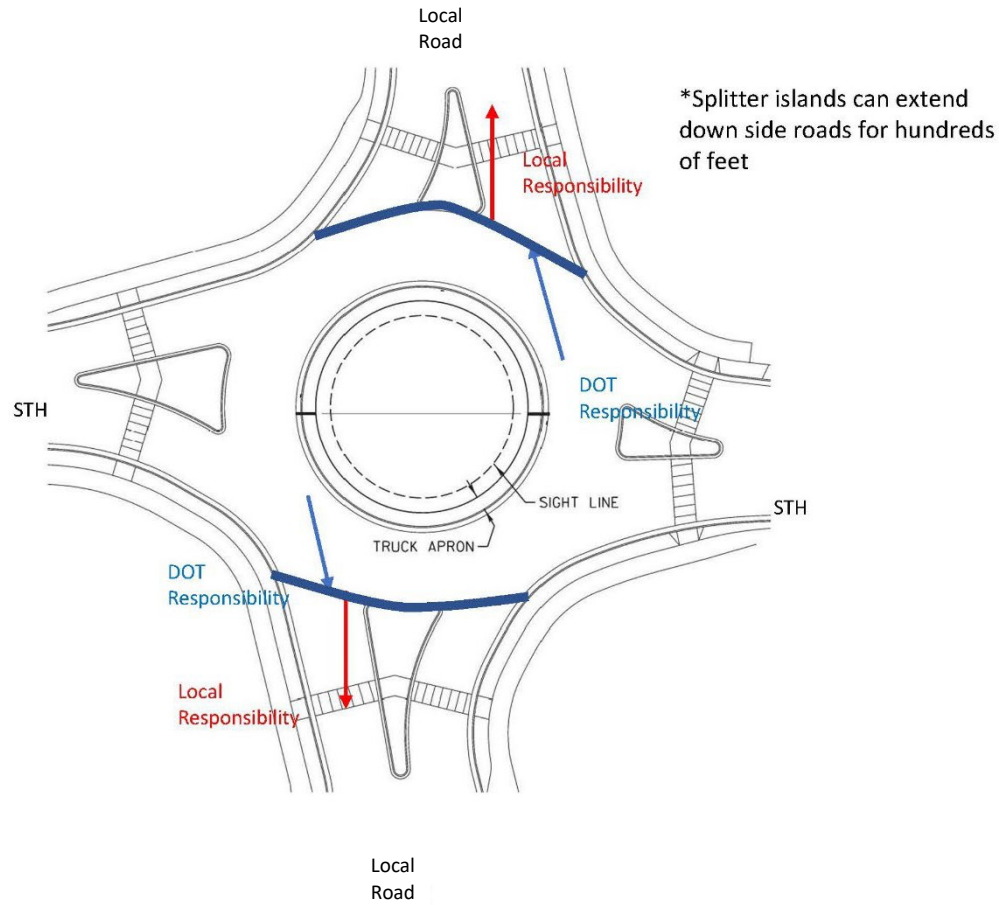 Local
Road
*Splitter islands can extend
down side roads for hundreds
of feet
Local
Responsibility
DOT
Responsibility
STH
SIGHT LINE
STH
TRUCK APRON
DOT
Responsibility
Local
Responsibility
Local
Road